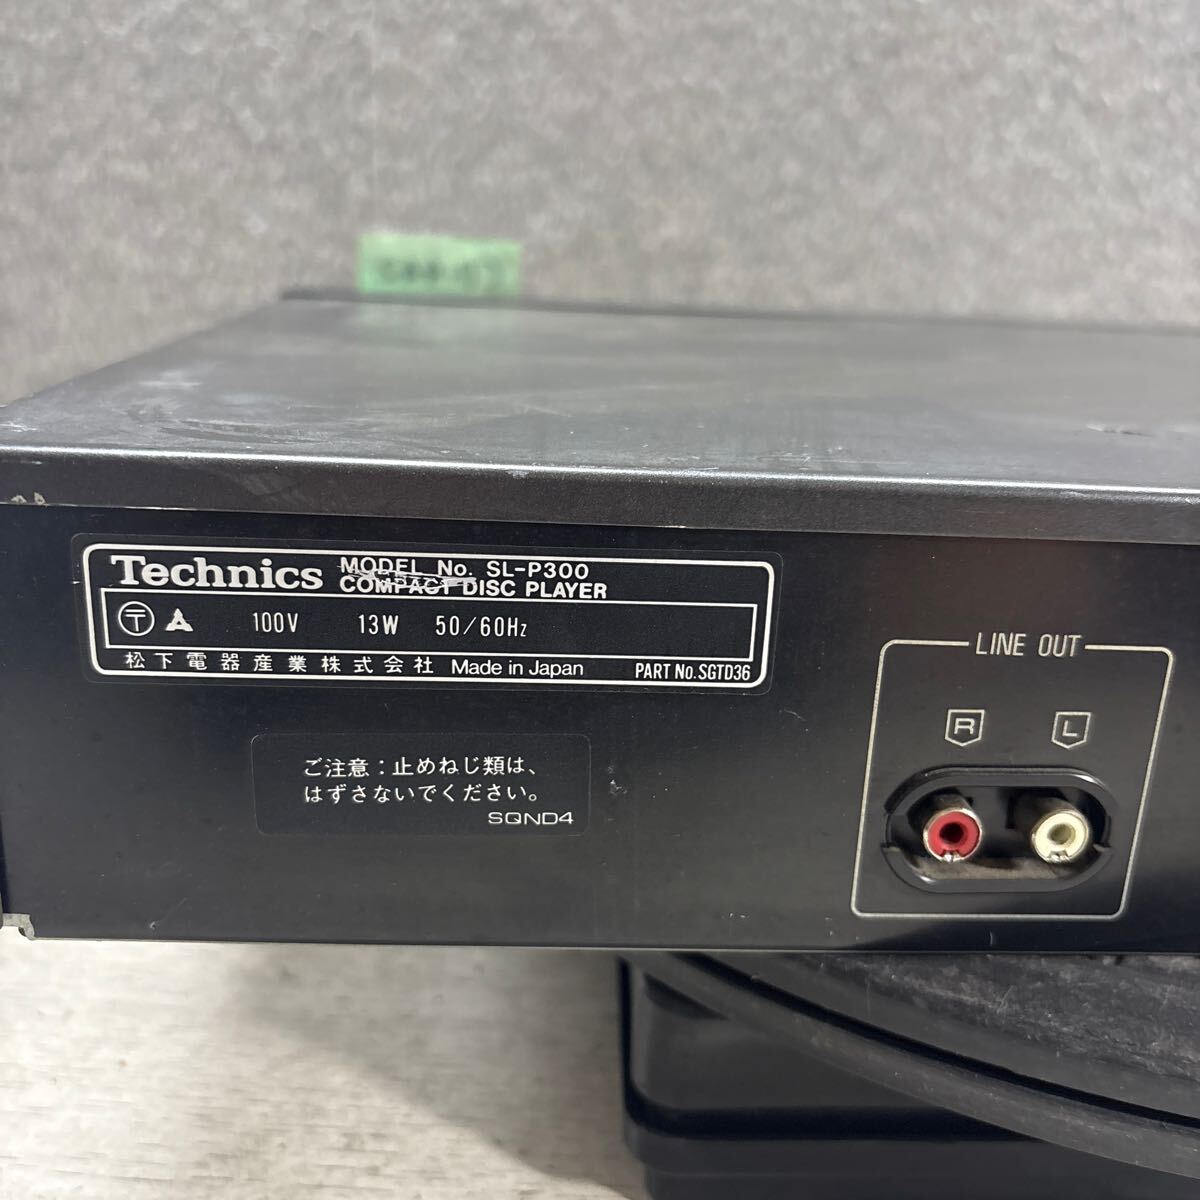 Technics MODEL No. SL-P300
COMPACT DISC PLAYER
〒 100V 13W 50/60Hz
松下電器産業株式会社 Made in Japan PART No.SGTD36
ご注意：止めねじ類は、
はずさないでください。
SQND4
LINE OUT
R L